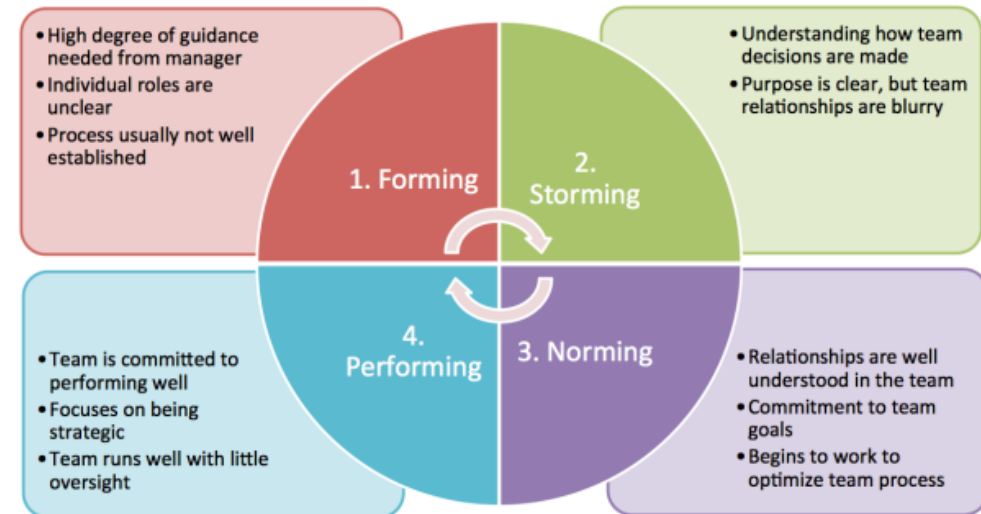 • High degree of guidance
needed from manager
• Individual roles are
unclear
• Process usually not well
established
1. Forming
2.
Storming
• Understanding how team
decisions are made
• Purpose is clear, but team
relationships are blurry
• Team is committed to
performing well
• Focuses on being
strategic
• Team runs well with little
oversight
4.
Performing
3. Norming
• Relationships are well
understood in the team
• Commitment to team
goals
• Begins to work to
optimize team process